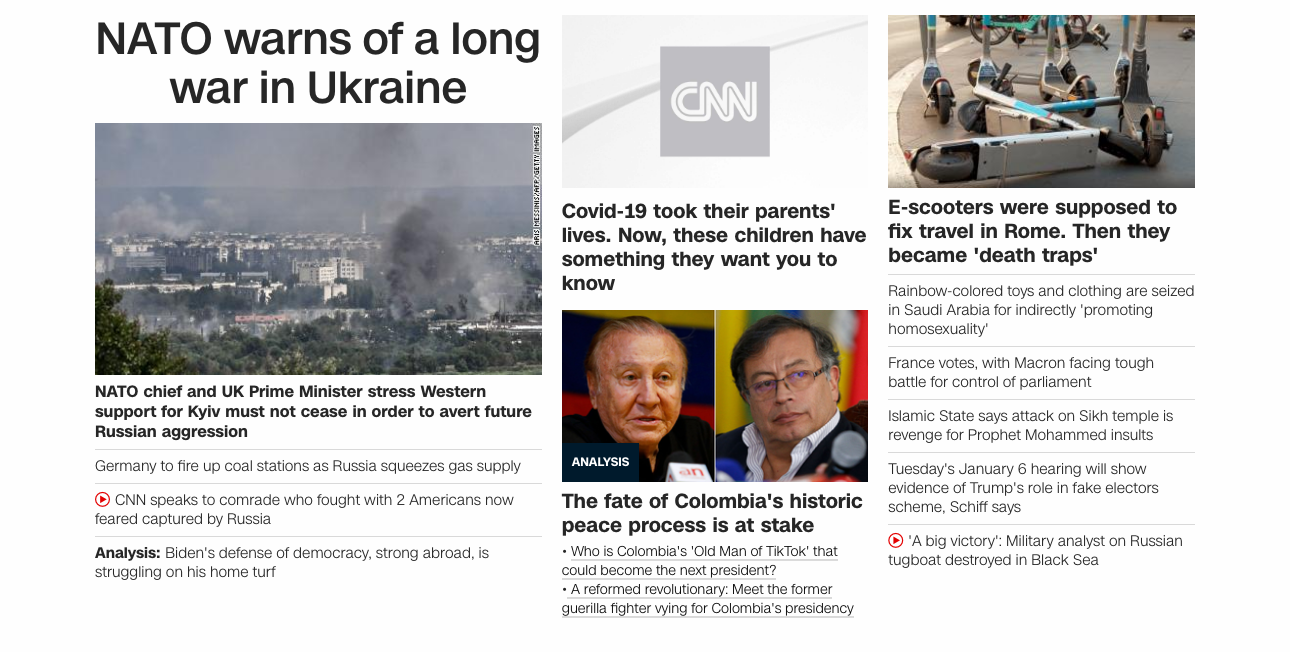 NATO warns of a long
war in Ukraine
ARIS MESSINIS/AFP/GETTY IMAGES
NATO chief and UK Prime Minister stress Western
support for Kyiv must not cease in order to avert future
Russian aggression
Germany to fire up coal stations as Russia squeezes gas supply
CNN speaks to comrade who fought with 2 Americans now
feared captured by Russia
Analysis: Biden's defense of democracy, strong abroad, is
struggling on his home turf
CNN
Covid-19 took their parents'
lives. Now, these children have
something they want you to
know
ANALYSIS
The fate of Colombia's historic
peace process is at stake
• Who is Colombia's 'Old Man of TikTok' that
could become the next president?
• A reformed revolutionary: Meet the former
guerilla fighter vying for Colombia's presidency
E-scooters were supposed to
fix travel in Rome. Then they
became 'death traps'
Rainbow-colored toys and clothing are seized
in Saudi Arabia for indirectly 'promoting
homosexuality'
France votes, with Macron facing tough
battle for control of parliament
Islamic State says attack on Sikh temple is
revenge for Prophet Mohammed insults
Tuesday's January 6 hearing will show
evidence of Trump's role in fake electors
scheme, Schiff says
'A big victory': Military analyst on Russian
tugboat destroyed in Black Sea